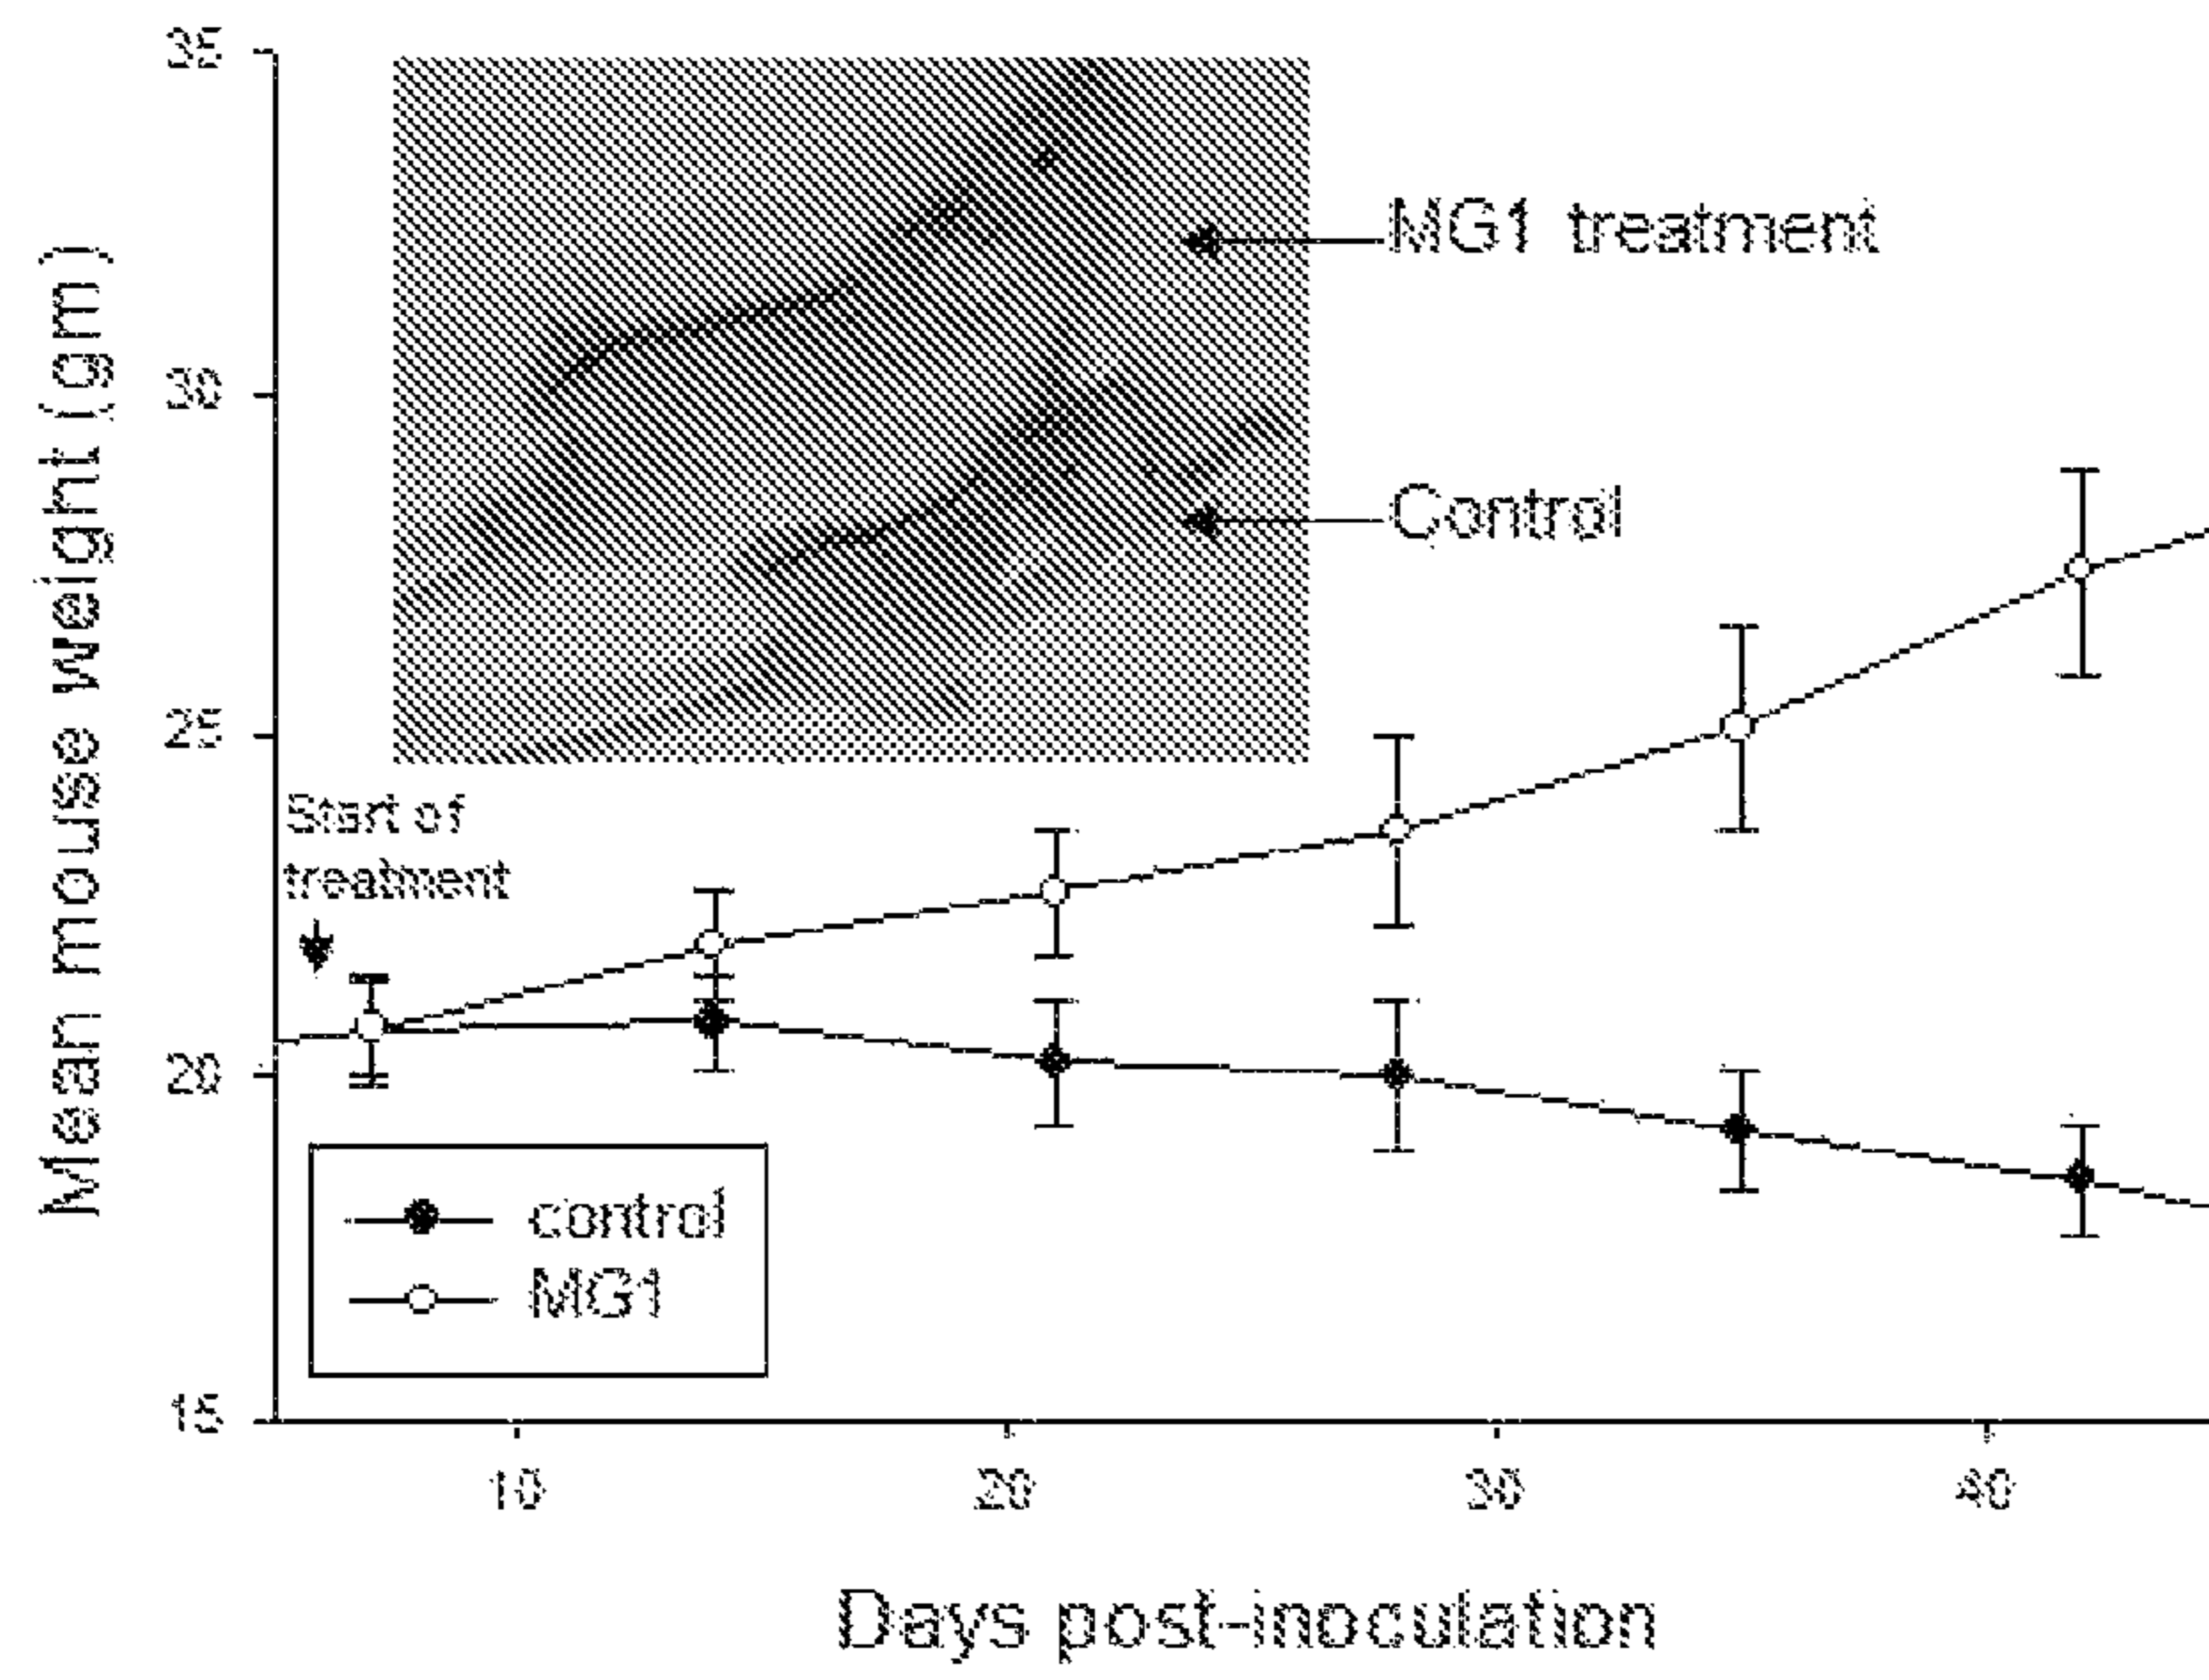 Mean mouse weight (gm)
35
30
25
20
15
MG1 treatment
Control
Start of
treatment
control
MG1
10
20
30
40
Days post-inoculation